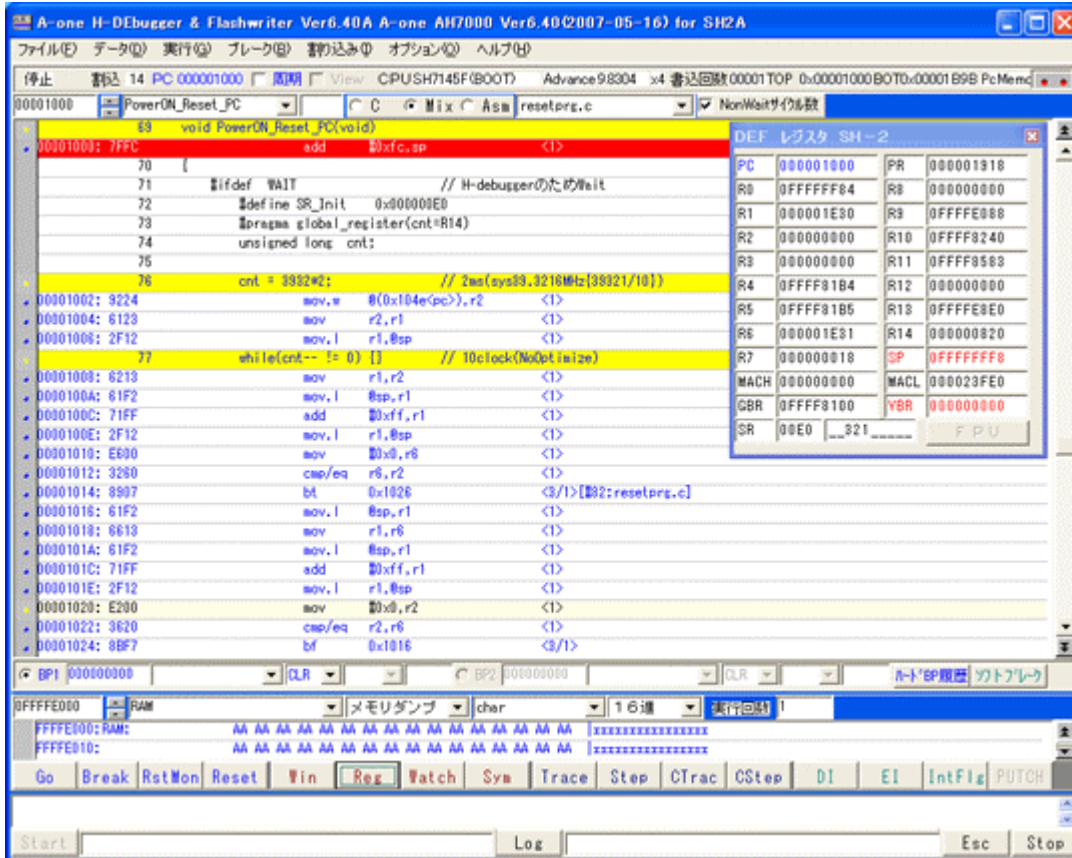 A-one H-DEbugger & Flashwriter Ver6.40A A-one AH7000 Ver6.40(2007-05-16) for SH2A
ファイル(F) データ(D) 実行(G) ブレーク(B) 割り込み(I) オプション(O) ヘルプ(H)
停止 割込 14 PC 000001000 周期 View CPUSH7145F(BOOT) Advance98304 x4 書込回数00001 TOP 0x00001000BOT0x00001B9B PcMemc
00001000 PowerON_Reset_PC C Mix Asm resetprg.c NonWaitサイクル数
69 void PowerON_Reset_PC(void)
00001000: 7FFC add #0xfc,sp <1>
70 {
71 #ifdef WAIT // H-debuggerのためWait
72 #define SR_Init 0x000000E0
73 #pragma global_register(cnt=R14)
74 unsigned long cnt;
75
76 cnt = 3932*2; // 2ms(sys39.3216MHz{39321/10})
00001002: 9224 mov.w @(0x104e<pc>),r2 <1>
00001004: 6123 mov r2,r1 <1>
00001006: 2F12 mov.l r1,@sp <1>
77 while(cnt-- != 0) {} // 10clock(NoOptimize)
00001008: 6213 mov r1,r2 <1>
0000100A: 61F2 mov.l @sp,r1 <1>
0000100C: 71FF add #0xff,r1 <1>
0000100E: 2F12 mov.l r1,@sp <1>
00001010: E600 mov #0x0,r6 <1>
00001012: 3260 cmp/eq r6,r2 <1>
00001014: 8907 bt 0x1026 <3/1>[#82:resetprg.c]
00001016: 61F2 mov.l @sp,r1 <1>
00001018: 6613 mov r1,r6 <1>
0000101A: 61F2 mov.l @sp,r1 <1>
0000101C: 71FF add #0xff,r1 <1>
0000101E: 2F12 mov.l r1,@sp <1>
00001020: E200 mov #0x0,r2 <1>
00001022: 3620 cmp/eq r2,r6 <1>
00001024: 8BF7 bf 0x1016 <3/1>
DEF レジスタ SH-2
PC 000001000 PR 000001918
R0 0FFFFFF84 R8 000000000
R1 000001E30 R9 0FFFFE088
R2 000000000 R10 0FFFF8240
R3 000000000 R11 0FFFF8583
R4 0FFFF81B4 R12 000000000
R5 0FFFF81B5 R13 0FFFFE8E0
R6 000001E31 R14 000000820
R7 000000018 SP 0FFFFFFF8
MACH 000000000 MACL 000023FE0
GBR 0FFFF8100 VBR 000000000
SR 00E0 __321_____ FPU
BP1 000000000 CLR BP2 000000000 CLR ハードBP履歴 ソフトブレーク
0FFFFE000 RAM メモリダンプ char 16進 実行回数 1
FFFFE000:RAM: AA AA AA AA AA AA AA AA AA AA AA AA AA AA AA AA
FFFFE010: AA AA AA AA AA AA AA AA AA AA AA AA AA AA AA AA
Go Break RstMon Reset Win Reg Watch Sym Trace Step CTrac CStep DI EI IntFlg PUTCH
Start Log Esc Stop